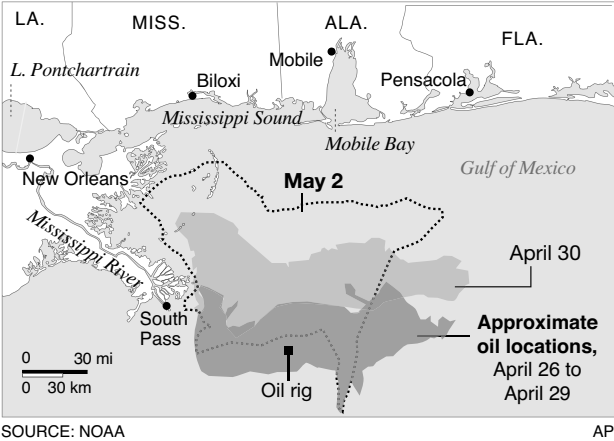 LA.
MISS.
ALA.
FLA.
L. Pontchartrain
Biloxi
Mobile
Pensacola
Mississippi Sound
Mobile Bay
Gulf of Mexico
New Orleans
May 2
Mississippi River
April 30
South
Pass
Approximate
oil locations,
April 26 to
April 29
Oil rig
0 30 mi
0 30 km
SOURCE: NOAA
AP